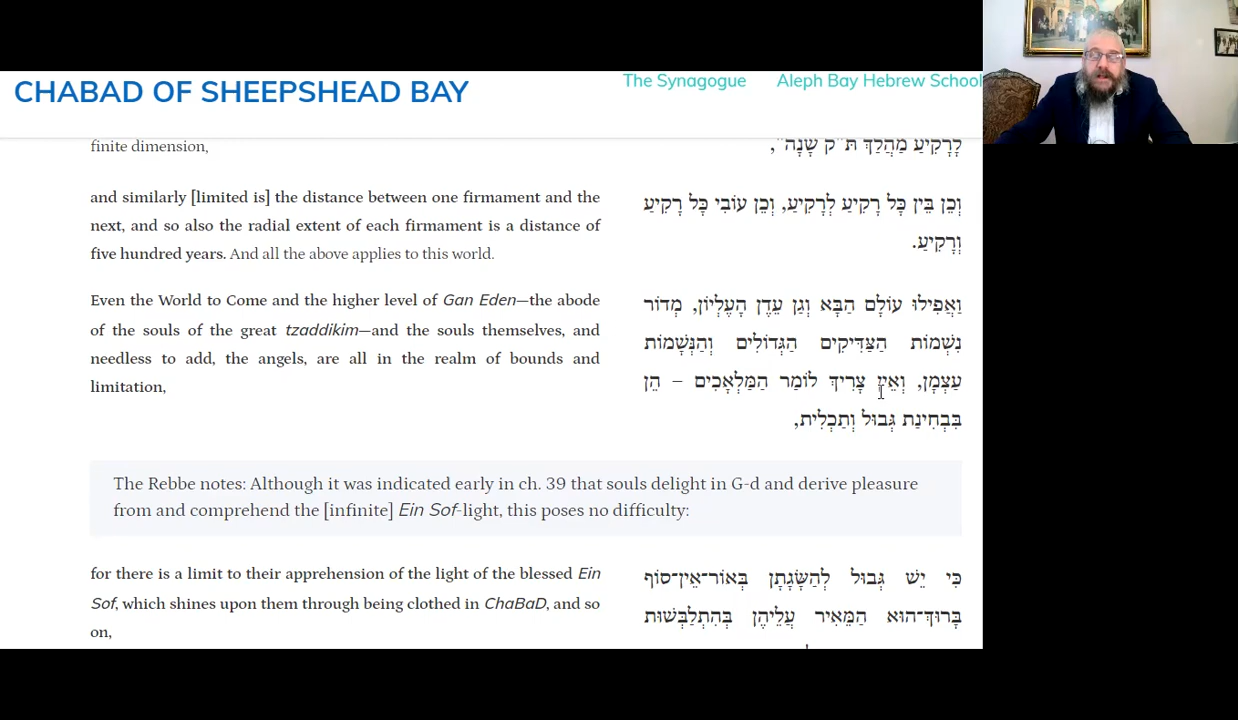 CHABAD OF SHEEPSHEAD BAY
The Synagogue
Aleph Bay Hebrew School
finite dimension,
לָרָקִיעַ מַהֲלַךְ ת״ק שָׁנָה״,
and similarly [limited is] the distance between one firmament and the
next, and so also the radial extent of each firmament is a distance of
five hundred years. And all the above applies to this world.
וְכֵן בֵּין כָּל רָקִיעַ לְרָקִיעַ, וְכֵן עוֹבִי כָּל רָקִיעַ
וְרָקִיעַ.
Even the World to Come and the higher level of Gan Eden—the abode
of the souls of the great tzaddikim—and the souls themselves, and
needless to add, the angels, are all in the realm of bounds and
limitation,
וַאֲפִילוּ עוֹלָם הַבָּא וְגַן עֵדֶן הָעֶלְיוֹן, מְדוֹר
נִשְׁמוֹת הַצַּדִּיקִים הַגְּדוֹלִים וְהַנְּשָׁמוֹת
עַצְמָן, וְאֵין צָרִיךְ לוֹמַר הַמַּלְאָכִים – הֵן
בִּבְחִינַת גְּבוּל וְתַכְלִית,
The Rebbe notes: Although it was indicated early in ch. 39 that souls delight in G-d and derive pleasure
from and comprehend the [infinite] Ein Sof-light, this poses no difficulty:
for there is a limit to their apprehension of the light of the blessed Ein
Sof, which shines upon them through being clothed in ChaBaD, and so
on,
כִּי יֵשׁ גְּבוּל לְהַשָּׂגָתָן בְּאוֹר־אֵין־סוֹף
בָּרוּךְ־הוּא הַמֵּאִיר עֲלֵיהֶן בְּהִתְלַבְּשׁוּת